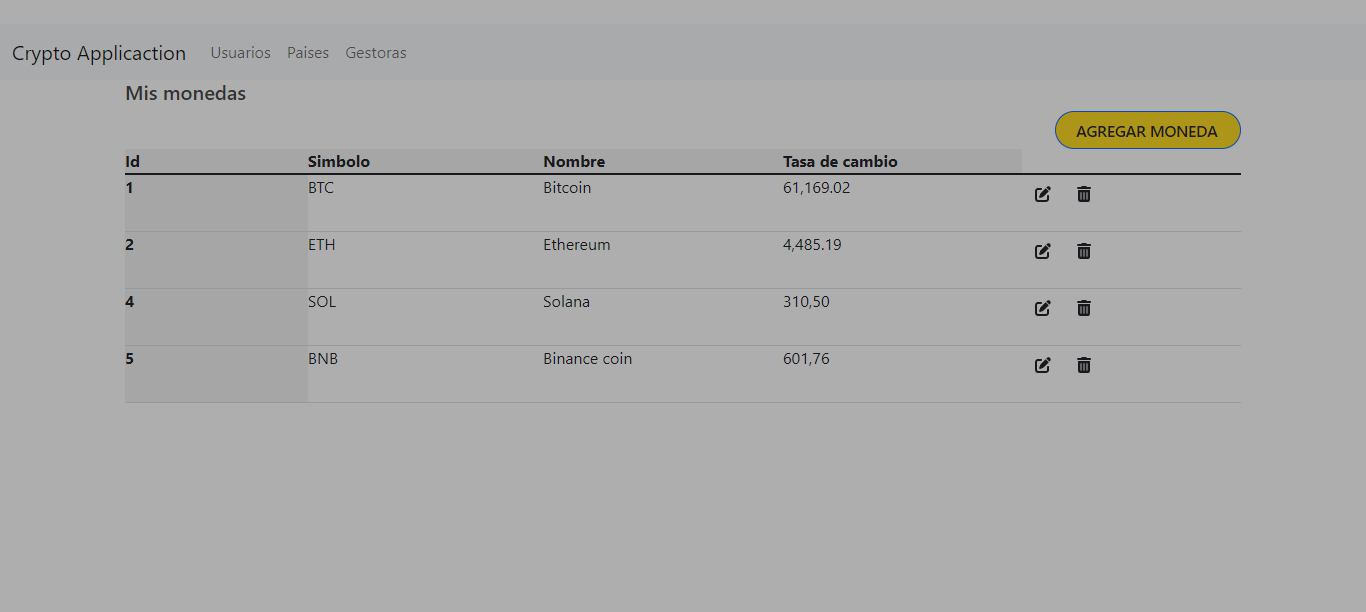 Crypto Applicaction Usuarios Paises Gestoras
Mis monedas
AGREGAR MONEDA
Id Simbolo Nombre Tasa de cambio
1 BTC Bitcoin 61,169.02
2 ETH Ethereum 4,485.19
4 SOL Solana 310,50
5 BNB Binance coin 601,76